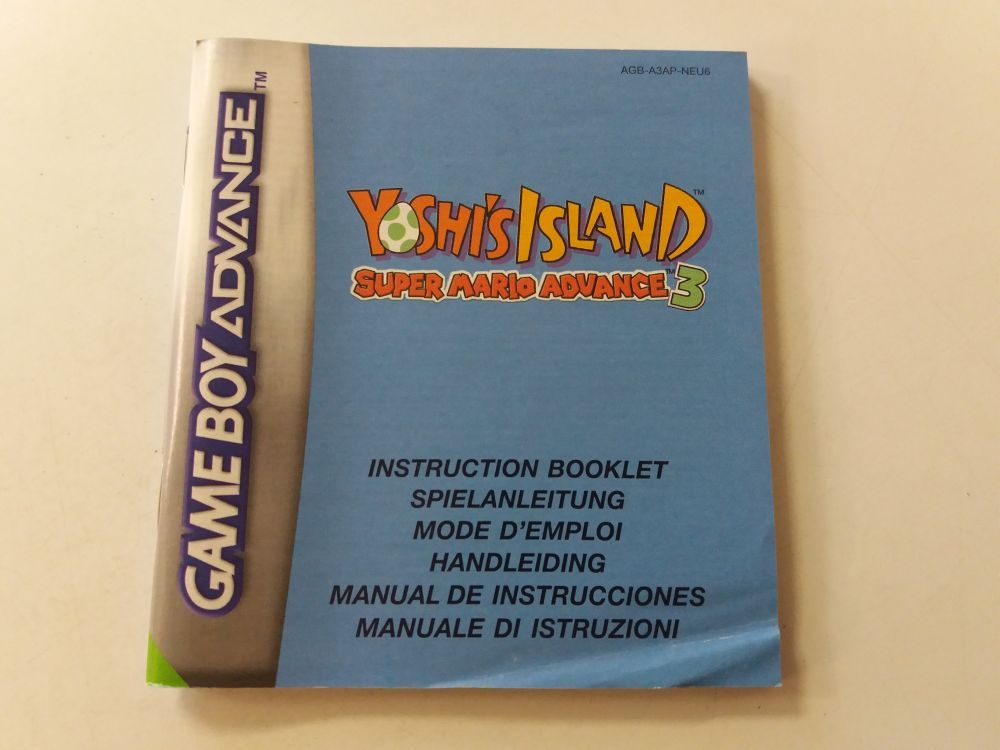 AGB-A3AP-NEU6
GAME BOY ADVANCE™
YOSHI'S ISLAND™
SUPER MARIO ADVANCE™ 3
INSTRUCTION BOOKLET
SPIELANLEITUNG
MODE D'EMPLOI
HANDLEIDING
MANUAL DE INSTRUCCIONES
MANUALE DI ISTRUZIONI